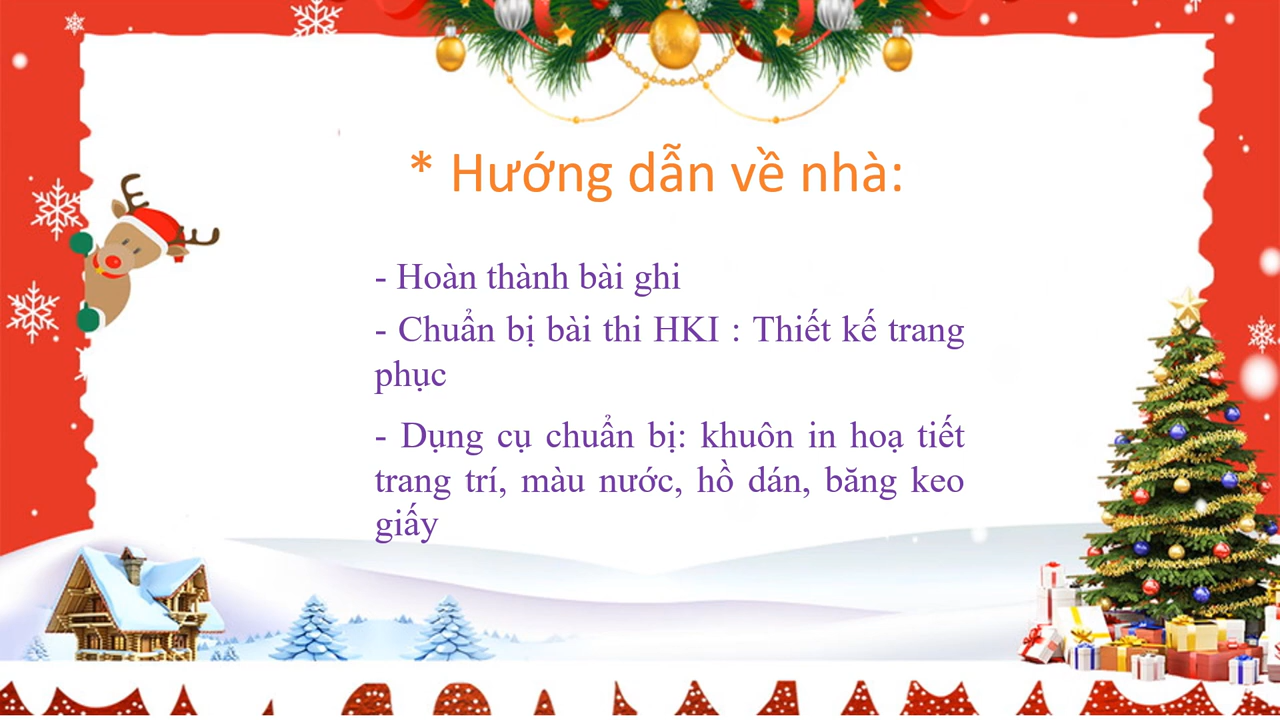 * Hướng dẫn về nhà:
- Hoàn thành bài ghi
- Chuẩn bị bài thi HKI : Thiết kế trang
phục
- Dụng cụ chuẩn bị: khuôn in hoạ tiết
trang trí, màu nước, hồ dán, băng keo
giấy